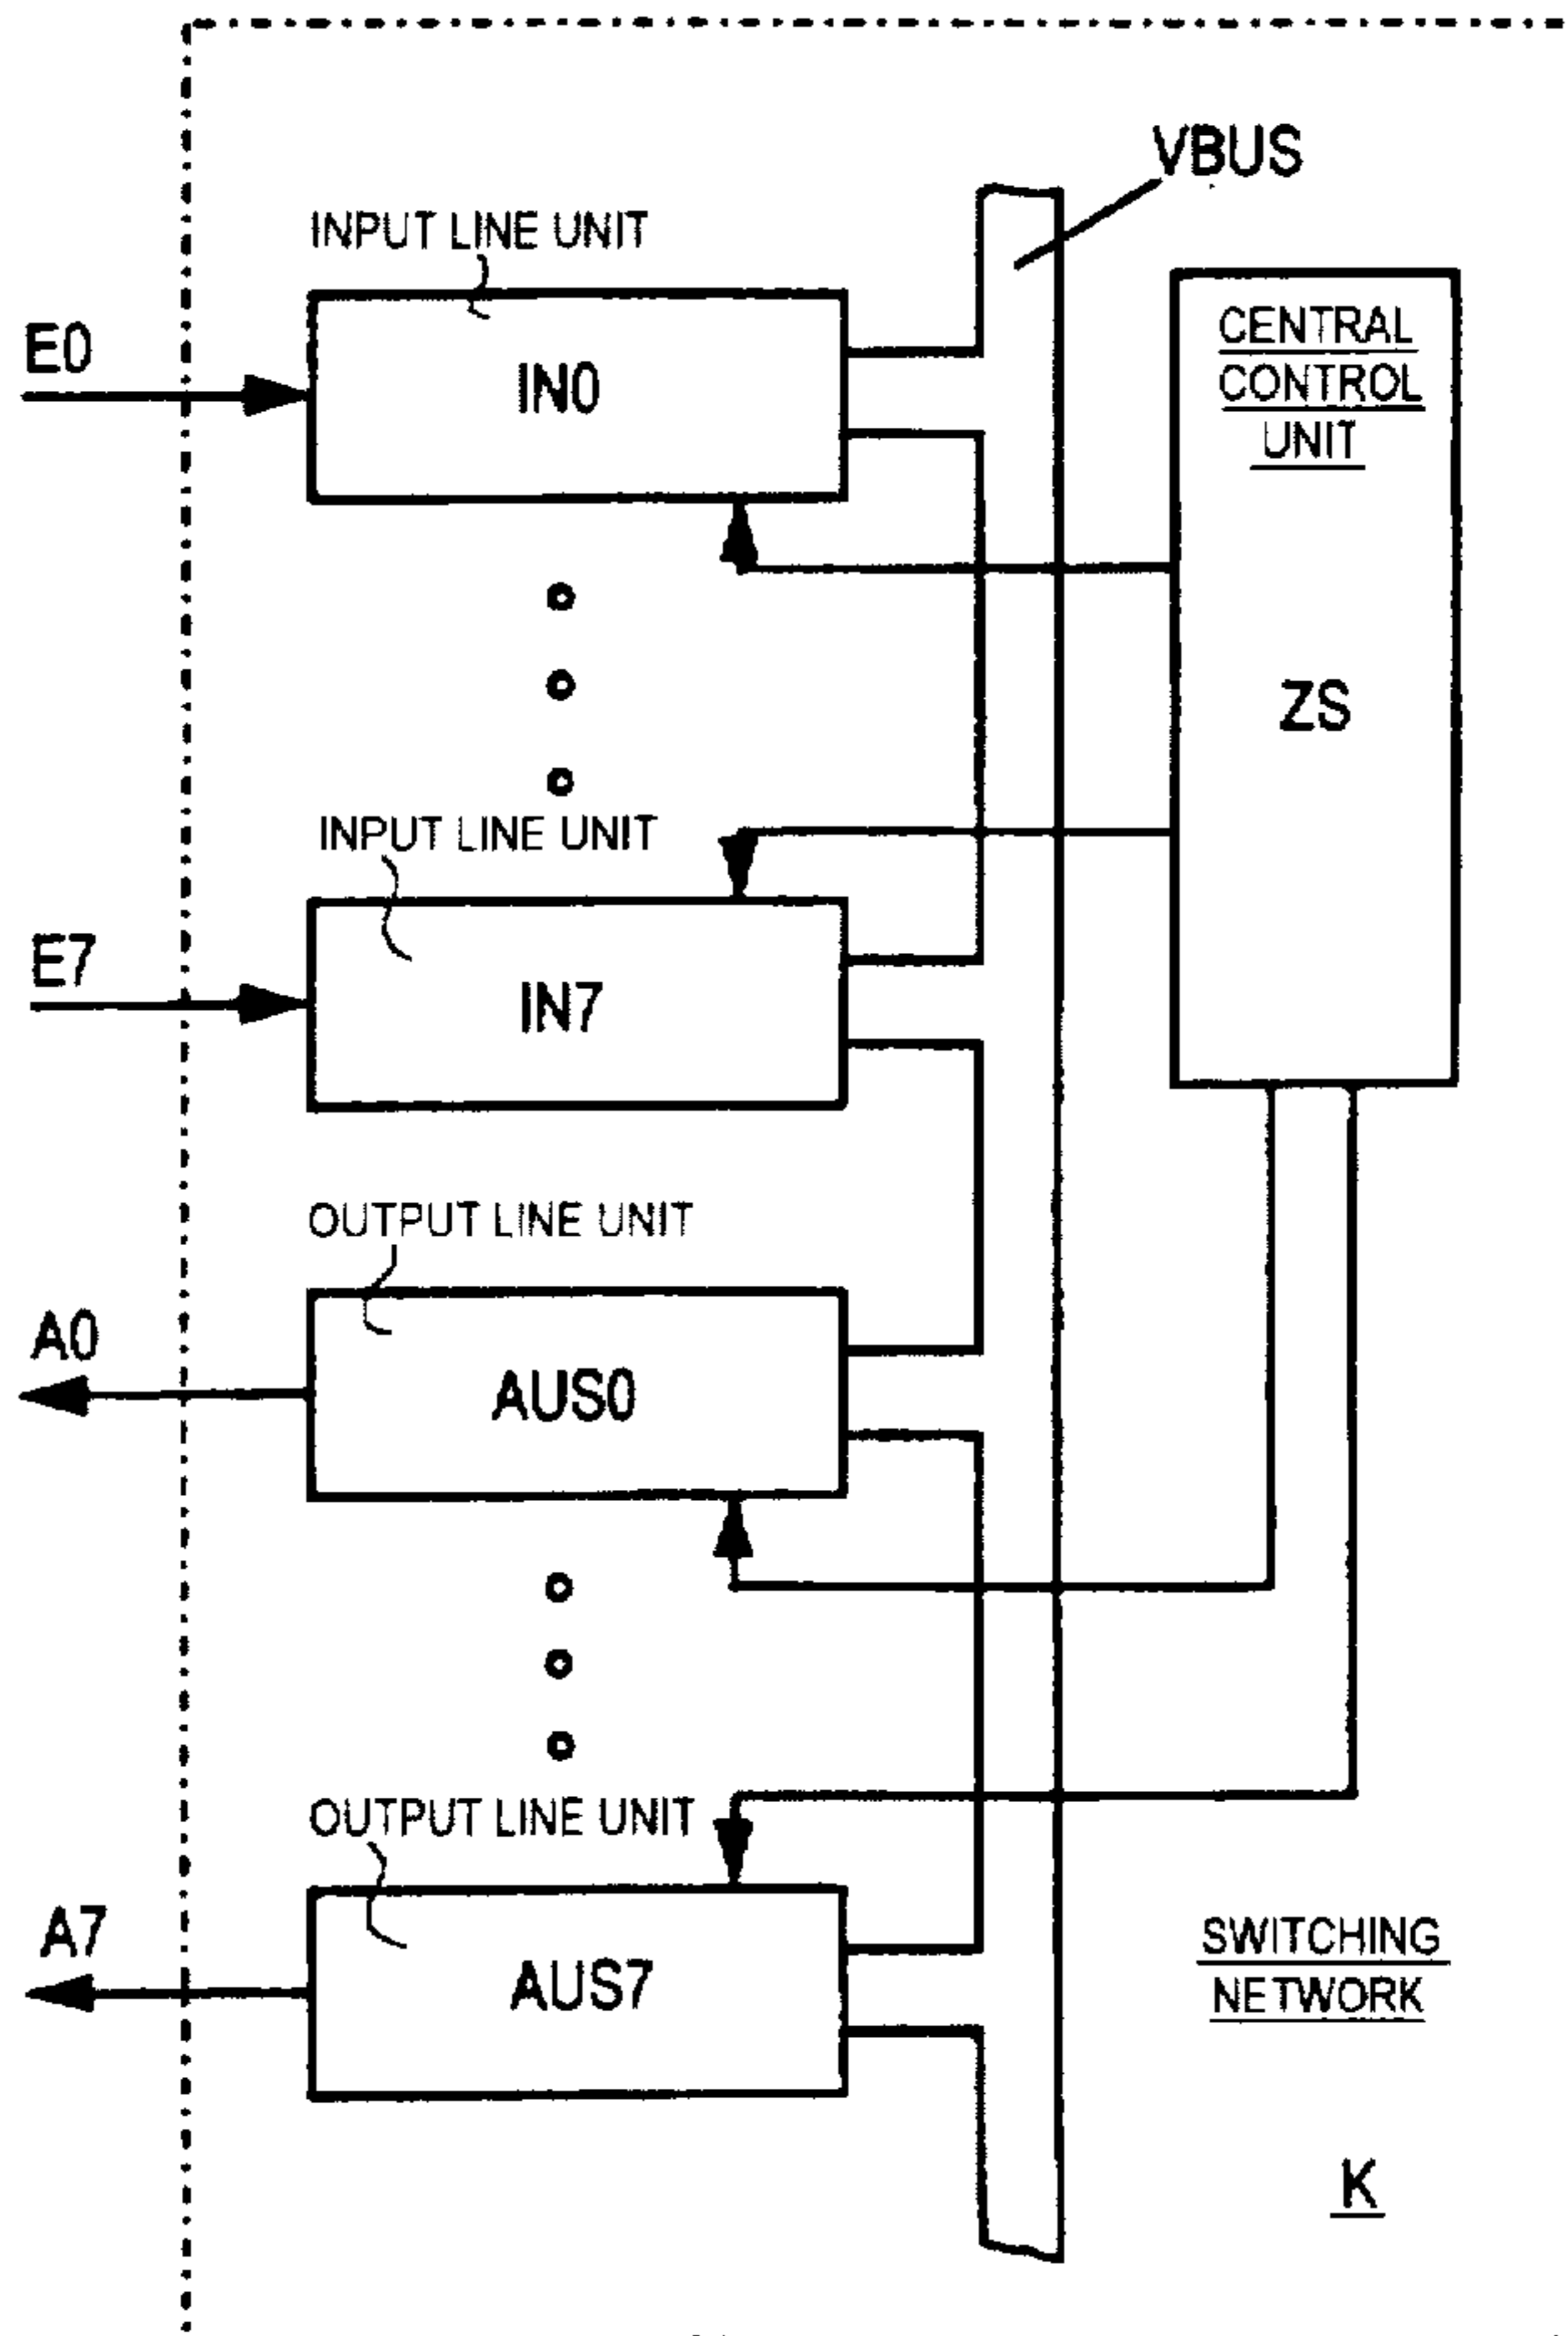 VBUS
INPUT LINE UNIT
E0
IN0
CENTRAL
CONTROL
UNIT
ZS
INPUT LINE UNIT
E7
IN7
OUTPUT LINE UNIT
A0
AUS0
OUTPUT LINE UNIT
A7
AUS7
SWITCHING
NETWORK
K